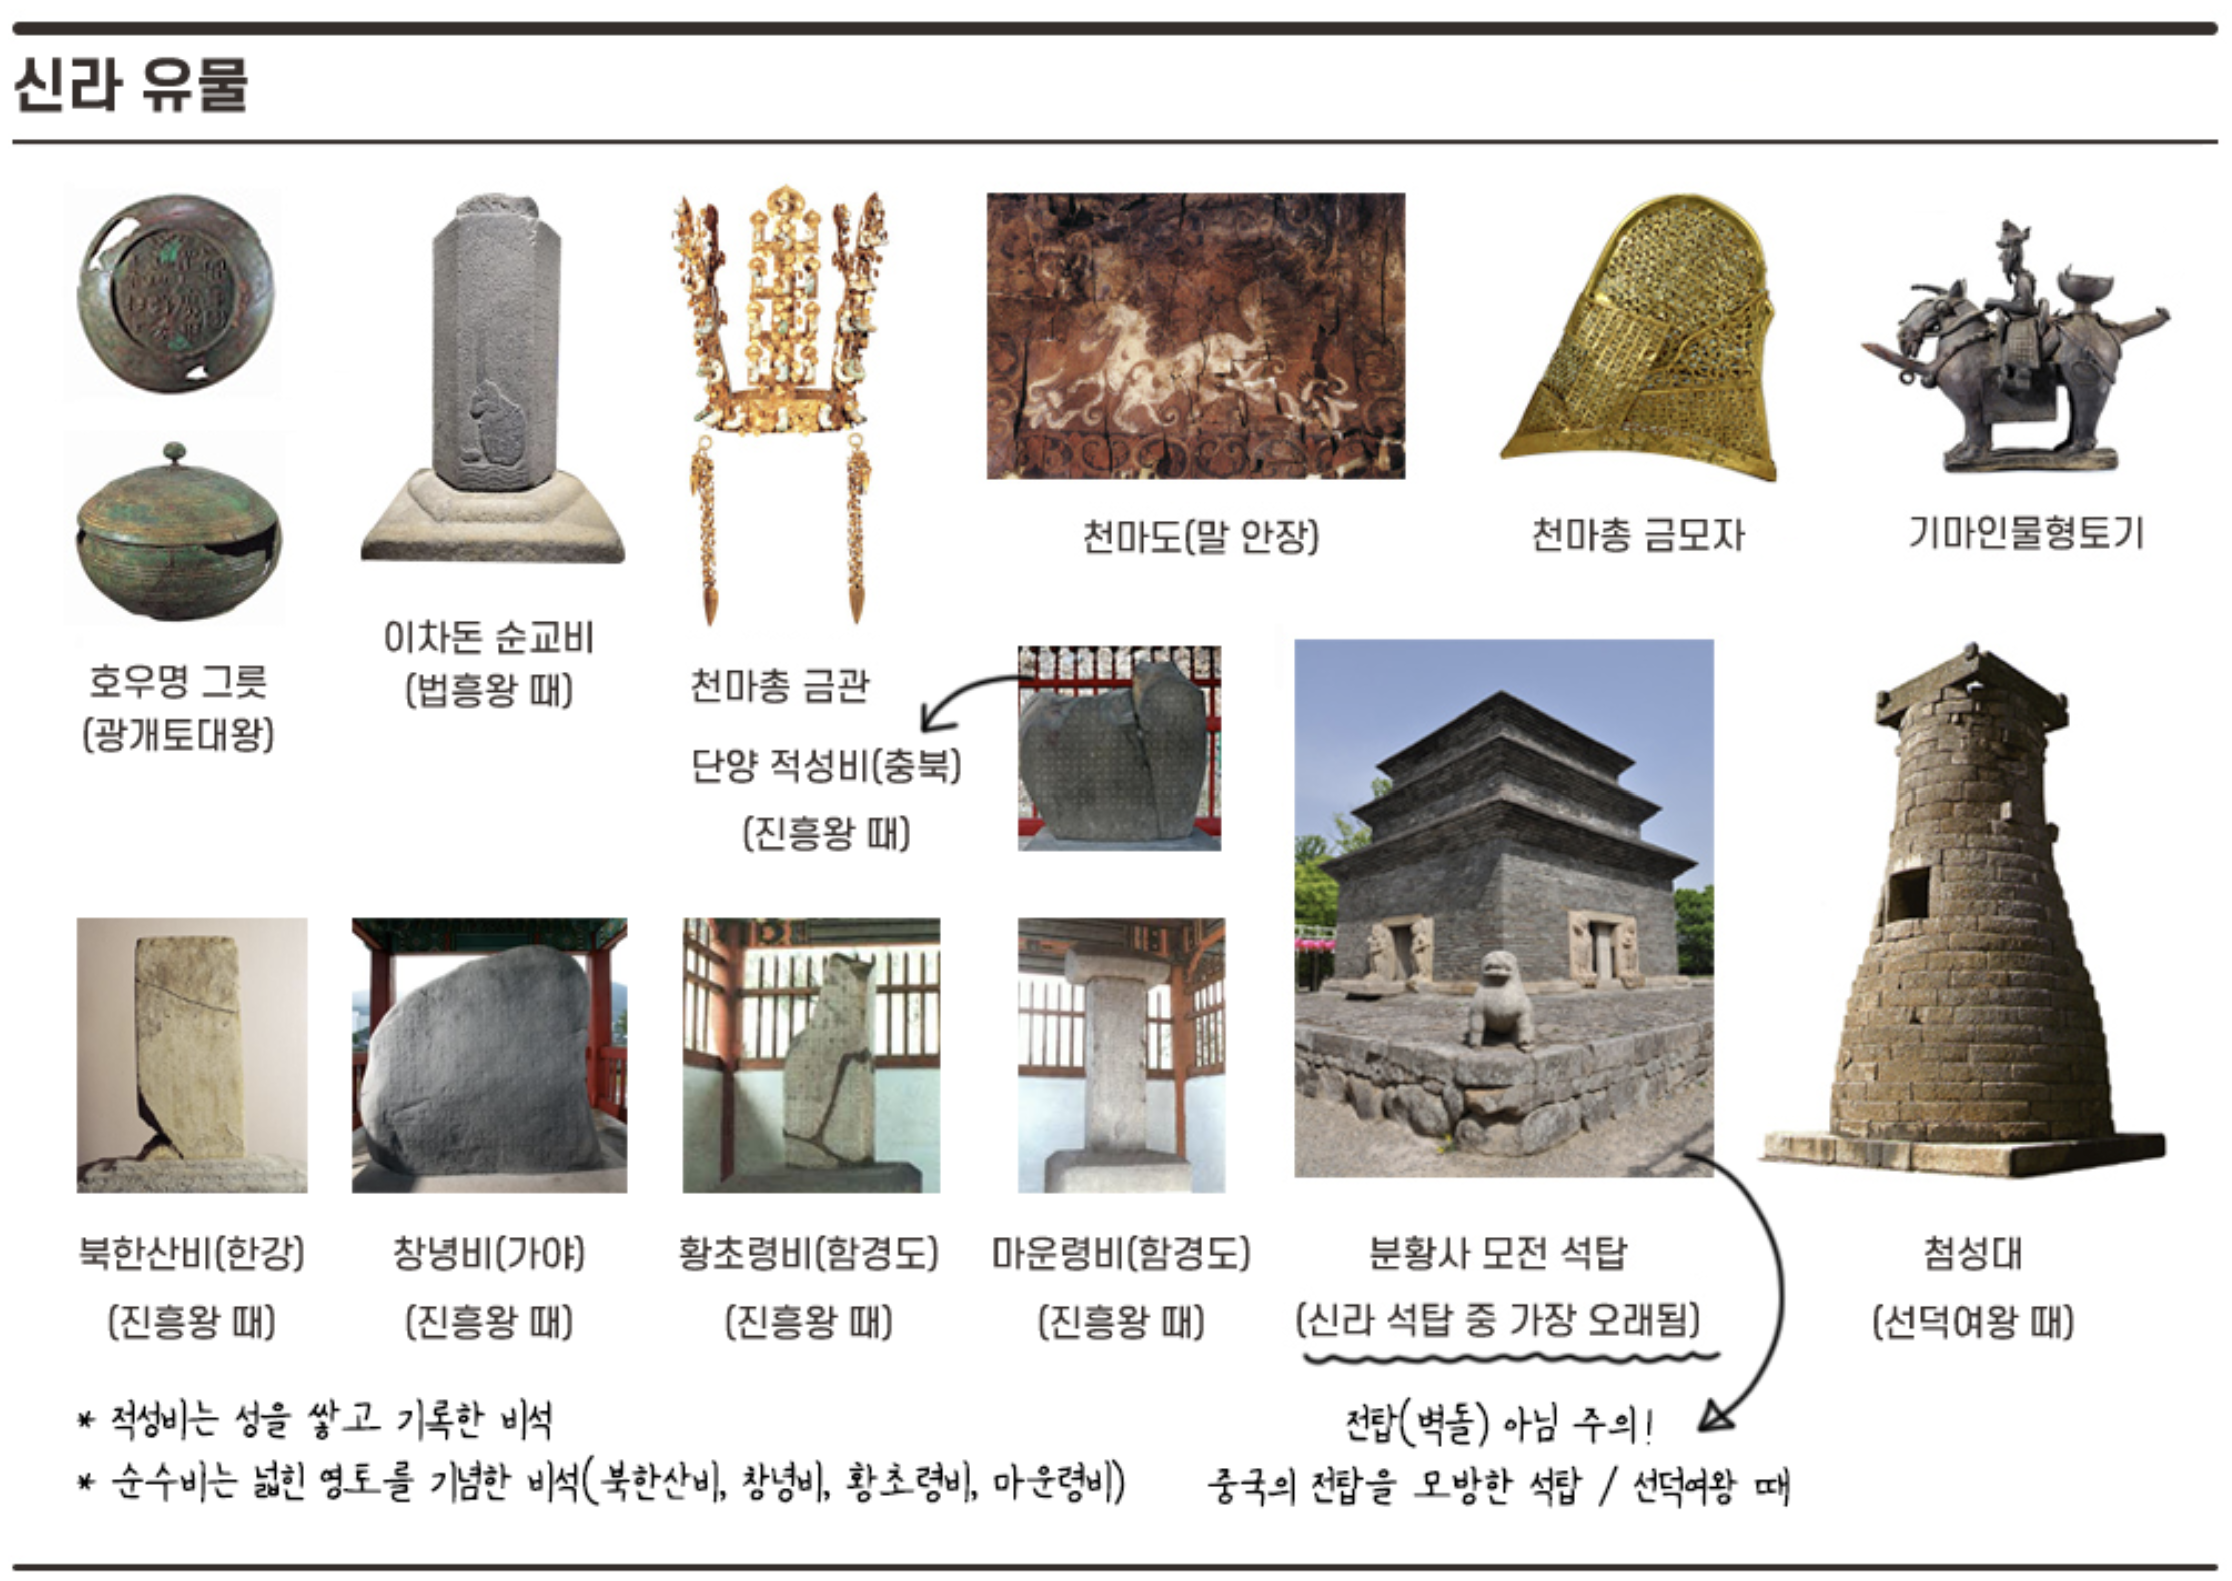 신라 유물
호우명 그릇
(광개토대왕)
이차돈 순교비
(법흥왕 때)
천마총 금관
천마도(말 안장)
천마총 금모자
기마인물형토기
단양 적성비(충북)
(진흥왕 때)
북한산비(한강)
(진흥왕 때)
창녕비(가야)
(진흥왕 때)
황초령비(함경도)
(진흥왕 때)
마운령비(함경도)
(진흥왕 때)
분황사 모전 석탑
(신라 석탑 중 가장 오래됨)
첨성대
(선덕여왕 때)
* 적성비는 성을 쌓고 기록한 비석
* 순수비는 넓힌 영토를 기념한 비석(북한산비, 창녕비, 황초령비, 마운령비)
전탑(벽돌) 아님 주의!
중국의 전탑을 모방한 석탑 / 선덕여왕 때